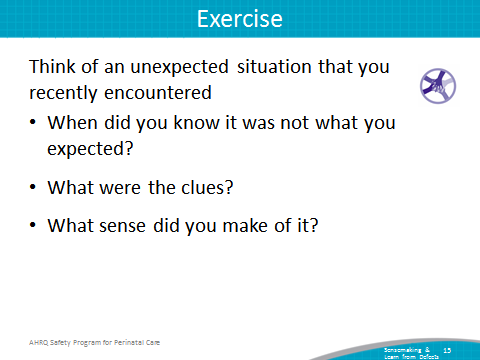 Exercise
Think of an unexpected situation that you
recently encountered
• When did you know it was not what you
expected?
• What were the clues?
• What sense did you make of it?
AHRQ Safety Program for Perinatal Care
Sensemaking &
Learn from Defects
15